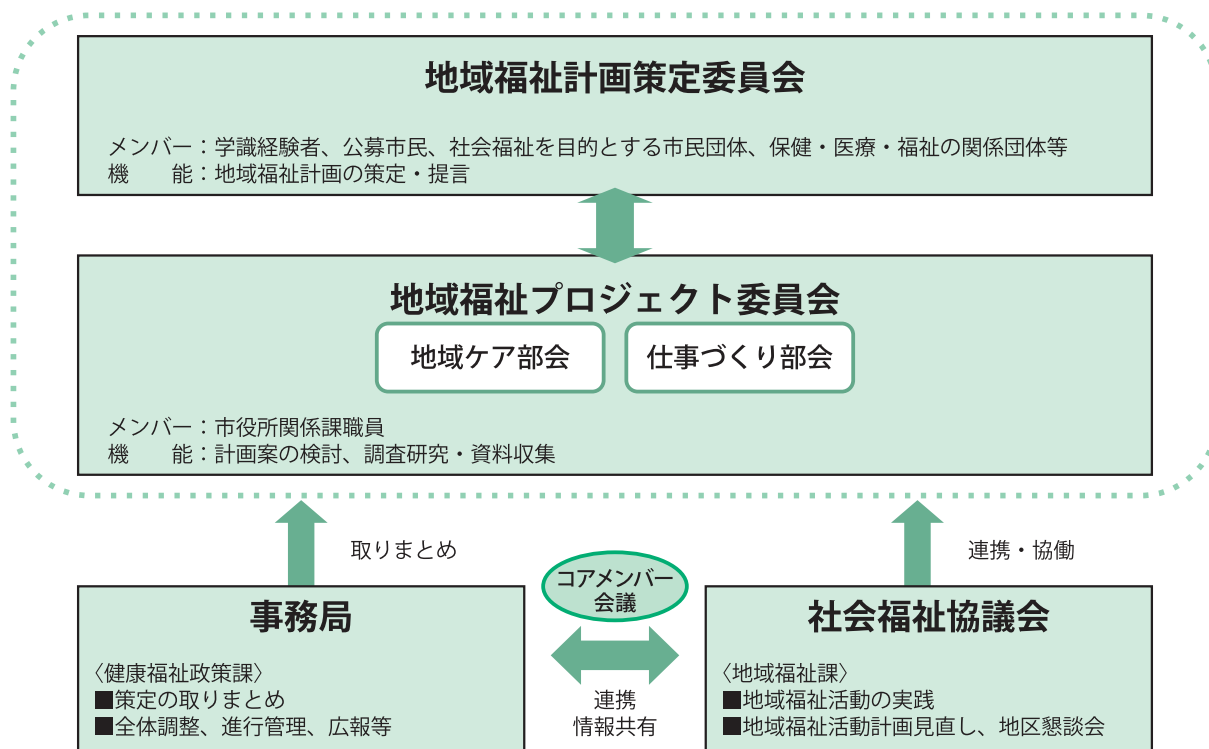 地域福祉計画策定委員会
メンバー：学識経験者、公募市民、社会福祉を目的とする市民団体、保健・医療・福祉の関係団体等
機　　能：地域福祉計画の策定・提言
地域福祉プロジェクト委員会
地域ケア部会
仕事づくり部会
メンバー：市役所関係課職員
機　　能：計画案の検討、調査研究・資料収集
取りまとめ
連携・協働
コアメンバー
会議
事務局
〈健康福祉政策課〉
■策定の取りまとめ
■全体調整、進行管理、広報等
連携
情報共有
社会福祉協議会
〈地域福祉課〉
■地域福祉活動の実践
■地域福祉活動計画見直し、地区懇談会